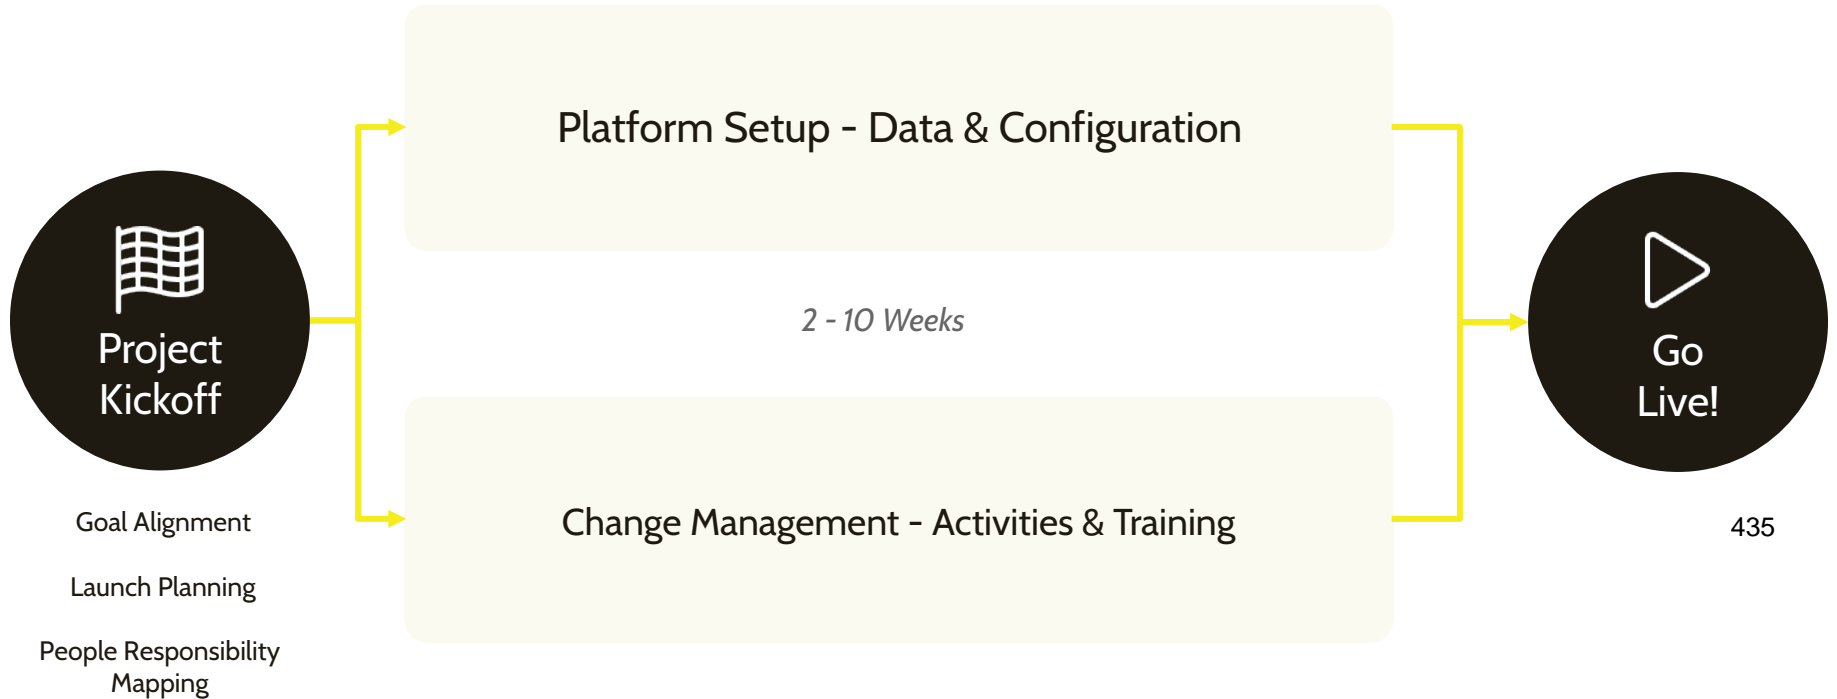 Project
Kickoff
Goal Alignment
Launch Planning
People Responsibility
Mapping
Platform Setup - Data & Configuration
2 - 10 Weeks
Change Management - Activities & Training
Go
Live!
435